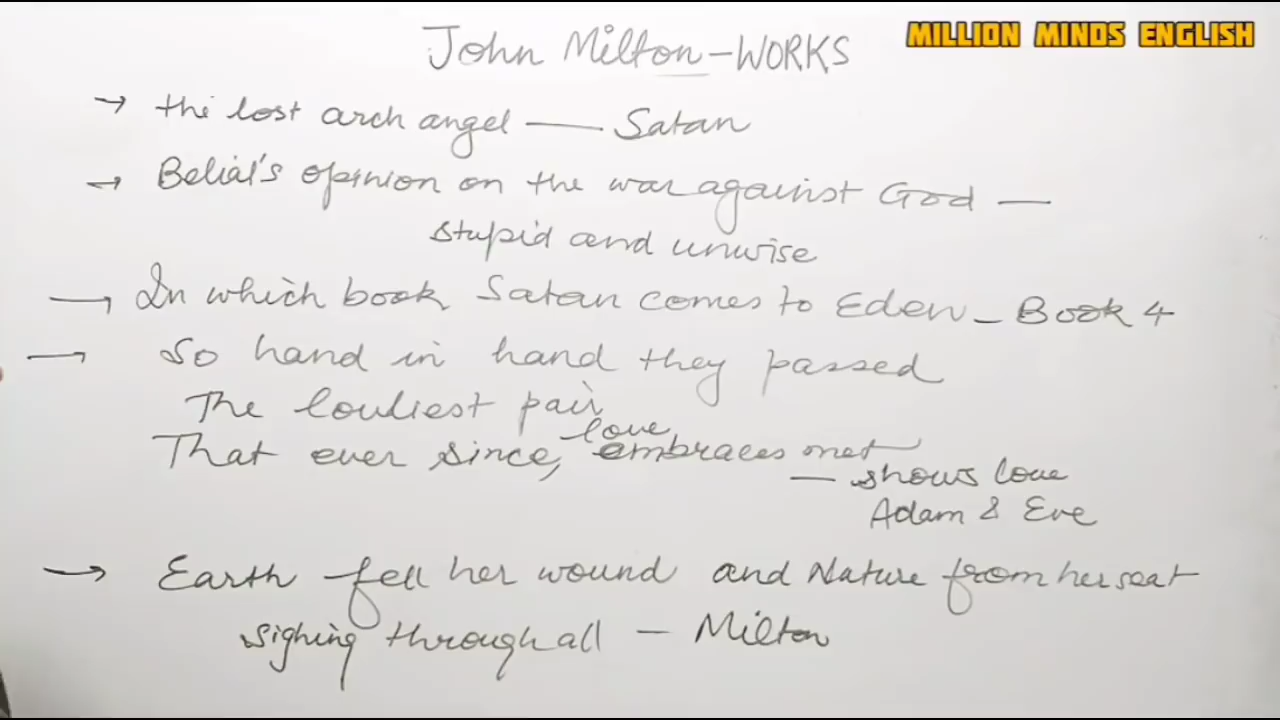 MILLION MINDS ENGLISH
John Milton - WORKS
→ the lost arch angel — Satan
→ Belial's opinion on the war against God —
stupid and unwise
→ In which book Satan comes to Eden - Book 4
→ So hand in hand they passed
The louliest pair
That ever since, love embraces met
— shows love
Adam & Eve
→ Earth fell her wound and Nature from her seat
sighing through all - Milton